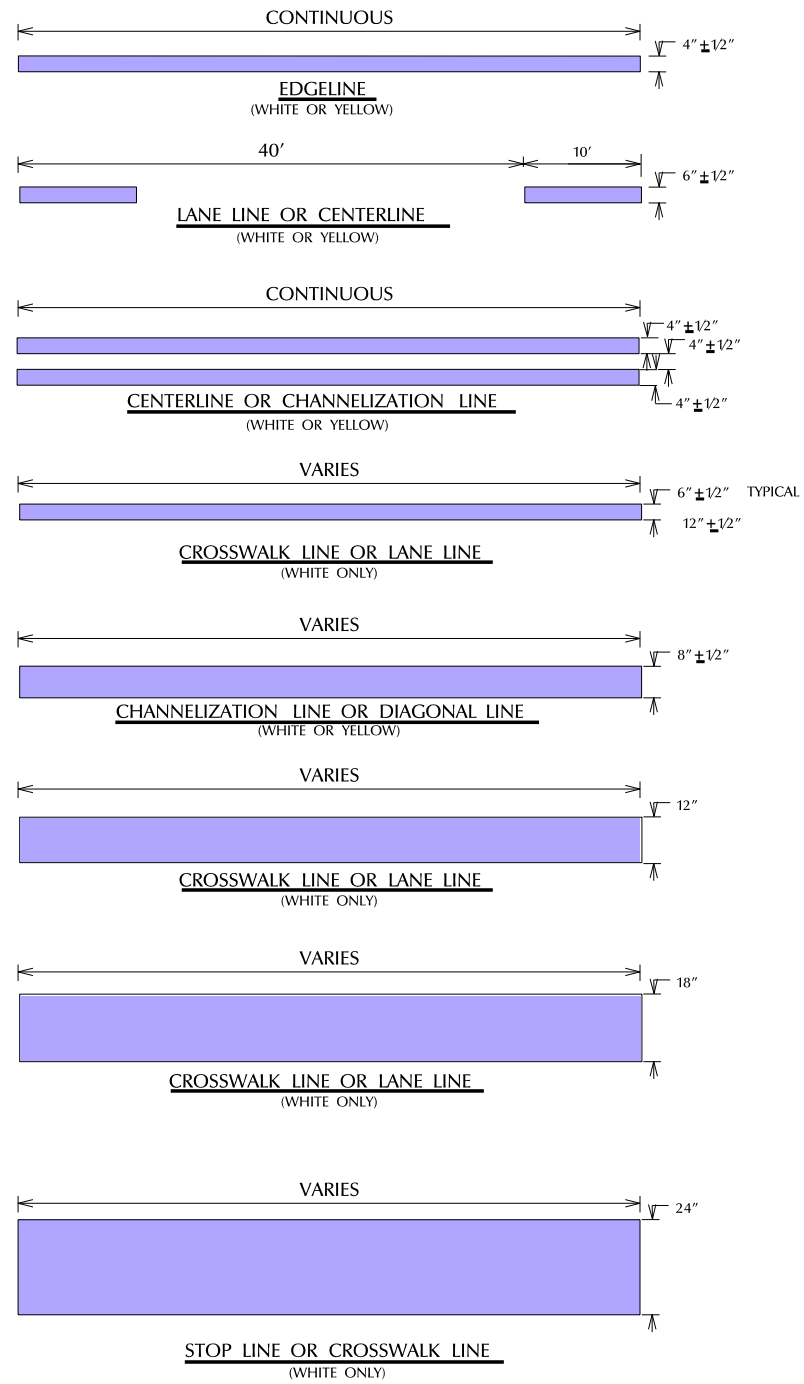 CONTINUOUS
4"±1/2"
EDGELINE
(WHITE OR YELLOW)
40' 10'
6"±1/2"
LANE LINE OR CENTERLINE
(WHITE OR YELLOW)
CONTINUOUS
4"±1/2"
4"±1/2"
CENTERLINE OR CHANNELIZATION LINE
4"±1/2"
(WHITE OR YELLOW)
VARIES
6"±1/2" TYPICAL
12"±1/2"
CROSSWALK LINE OR LANE LINE
(WHITE ONLY)
VARIES
8"±1/2"
CHANNELIZATION LINE OR DIAGONAL LINE
(WHITE OR YELLOW)
VARIES
12"
CROSSWALK LINE OR LANE LINE
(WHITE ONLY)
VARIES
18"
CROSSWALK LINE OR LANE LINE
(WHITE ONLY)
VARIES
24"
STOP LINE OR CROSSWALK LINE
(WHITE ONLY)